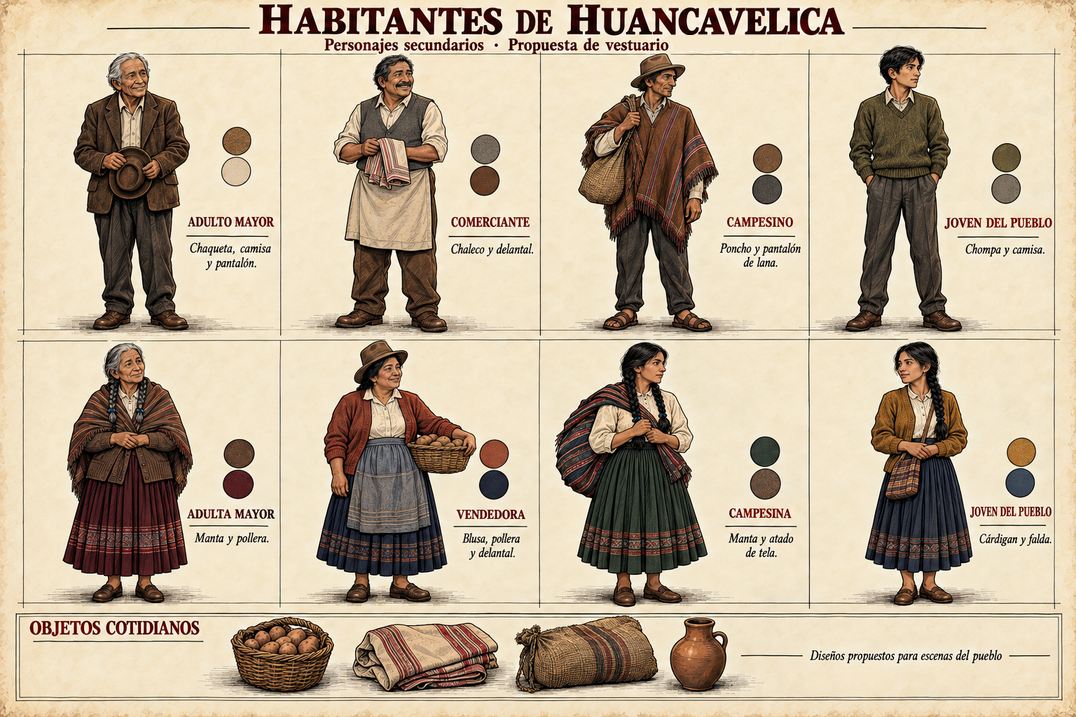 HABITANTES DE HUANCAVELICA
Personajes secundarios · Propuesta de vestuario
ADULTO MAYOR
Chaqueta, camisa
y pantalón.
COMERCIANTE
Chaleco y delantal.
CAMPESINO
Poncho y pantalón
de lana.
JOVEN DEL PUEBLO
Chompa y camisa.
ADULTA MAYOR
Manta y pollera.
VENDEDORA
Blusa, pollera
y delantal.
CAMPESINA
Manta y atado
de tela.
JOVEN DEL PUEBLO
Cárdigan y falda.
OBJETOS COTIDIANOS
Diseños propuestos para escenas del pueblo